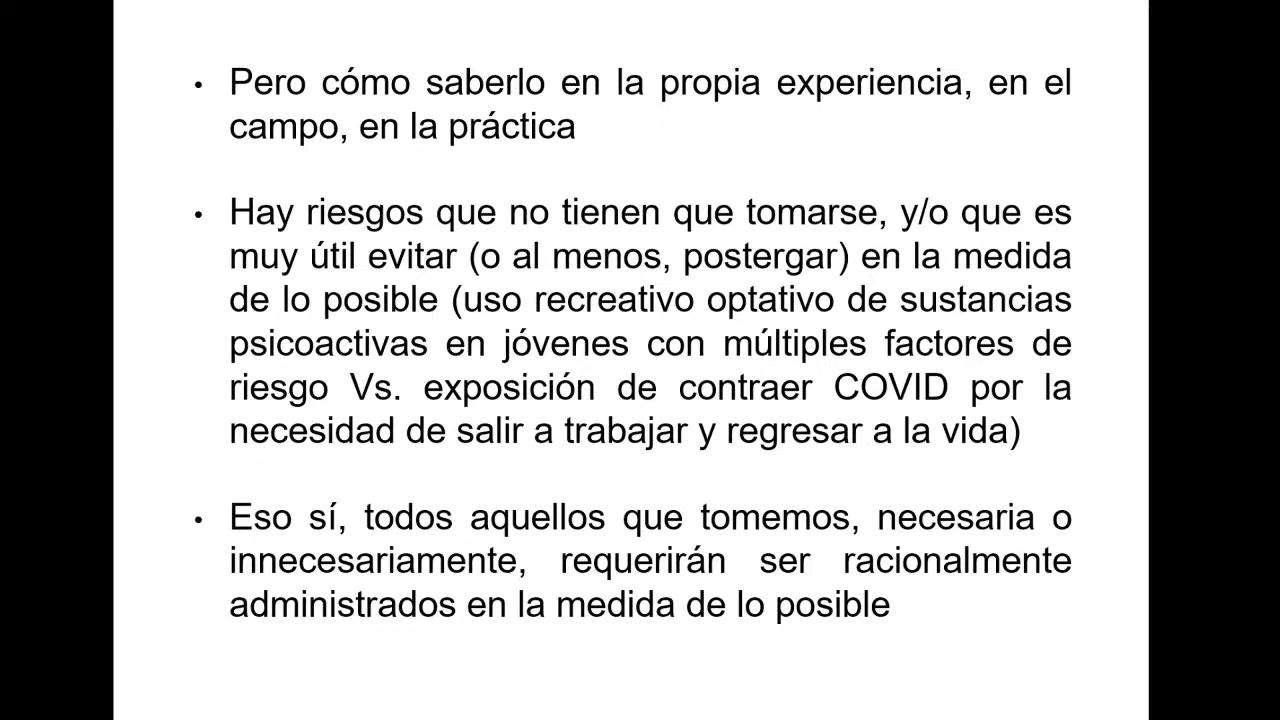 • Pero cómo saberlo en la propia experiencia, en el
campo, en la práctica
• Hay riesgos que no tienen que tomarse, y/o que es
muy útil evitar (o al menos, postergar) en la medida
de lo posible (uso recreativo optativo de sustancias
psicoactivas en jóvenes con múltiples factores de
riesgo Vs. exposición de contraer COVID por la
necesidad de salir a trabajar y regresar a la vida)
• Eso sí, todos aquellos que tomemos, necesaria o
innecesariamente, requerirán ser racionalmente
administrados en la medida de lo posible